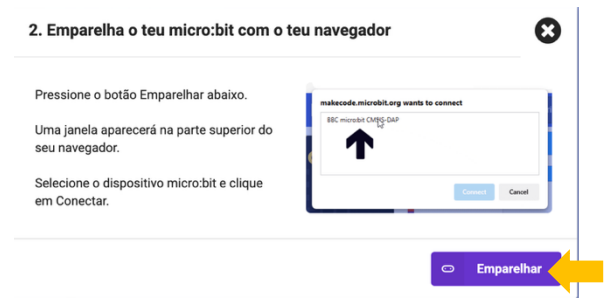 2. Emparelha o teu micro:bit com o teu navegador
Pressione o botão Emparelhar abaixo.
Uma janela aparecerá na parte superior do
seu navegador.
Selecione o dispositivo micro:bit e clique
em Conectar.
makecode.microbit.org wants to connect
BBC micro:bit CMSIS-DAP
Connect
Cancel
Emparelhar